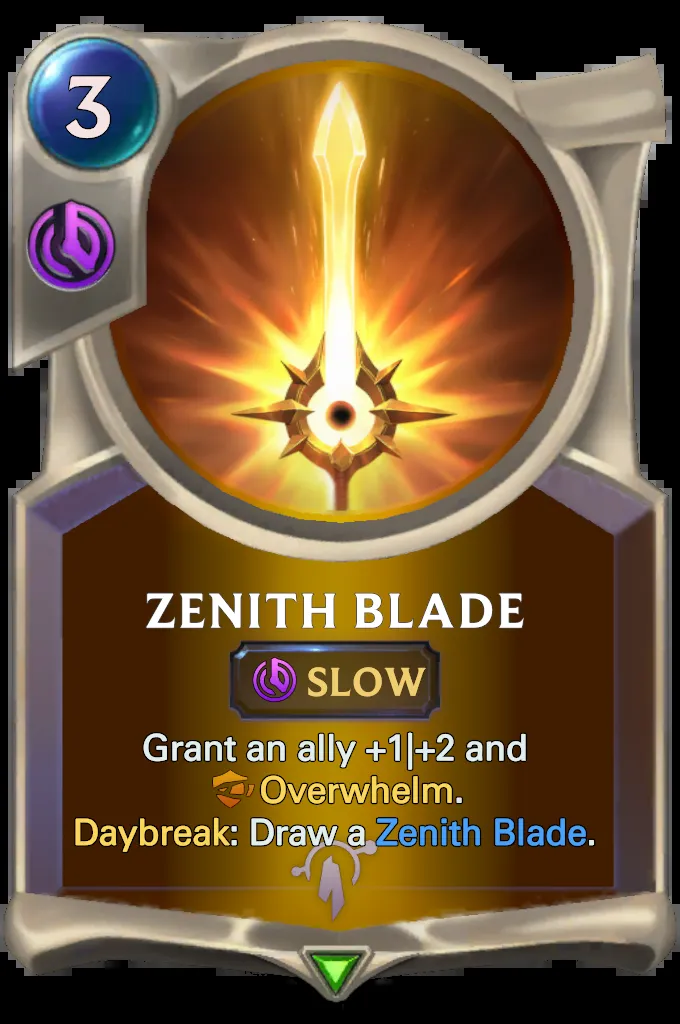 3
ZENITH BLADE
SLOW
Grant an ally +1|+2 and
Overwhelm.
Daybreak: Draw a Zenith Blade.